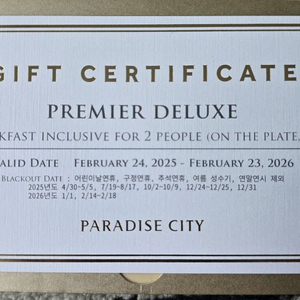 GIFT CERTIFICATE
PREMIER DELUXE
KFAST INCLUSIVE FOR 2 PEOPLE (ON THE PLATE,
ALID DATE FEBRUARY 24, 2025 - FEBRUARY 23, 2026
BLACKOUT DATE : 어린이날연휴, 구정연휴, 추석연휴, 여름 성수기, 연말연시 제외
2025년도 4/30~5/5, 7/19~8/17, 10/2~10/9, 12/24~12/25, 12/31
2026년도 1/1, 2/14~2/18
PARADISE CITY